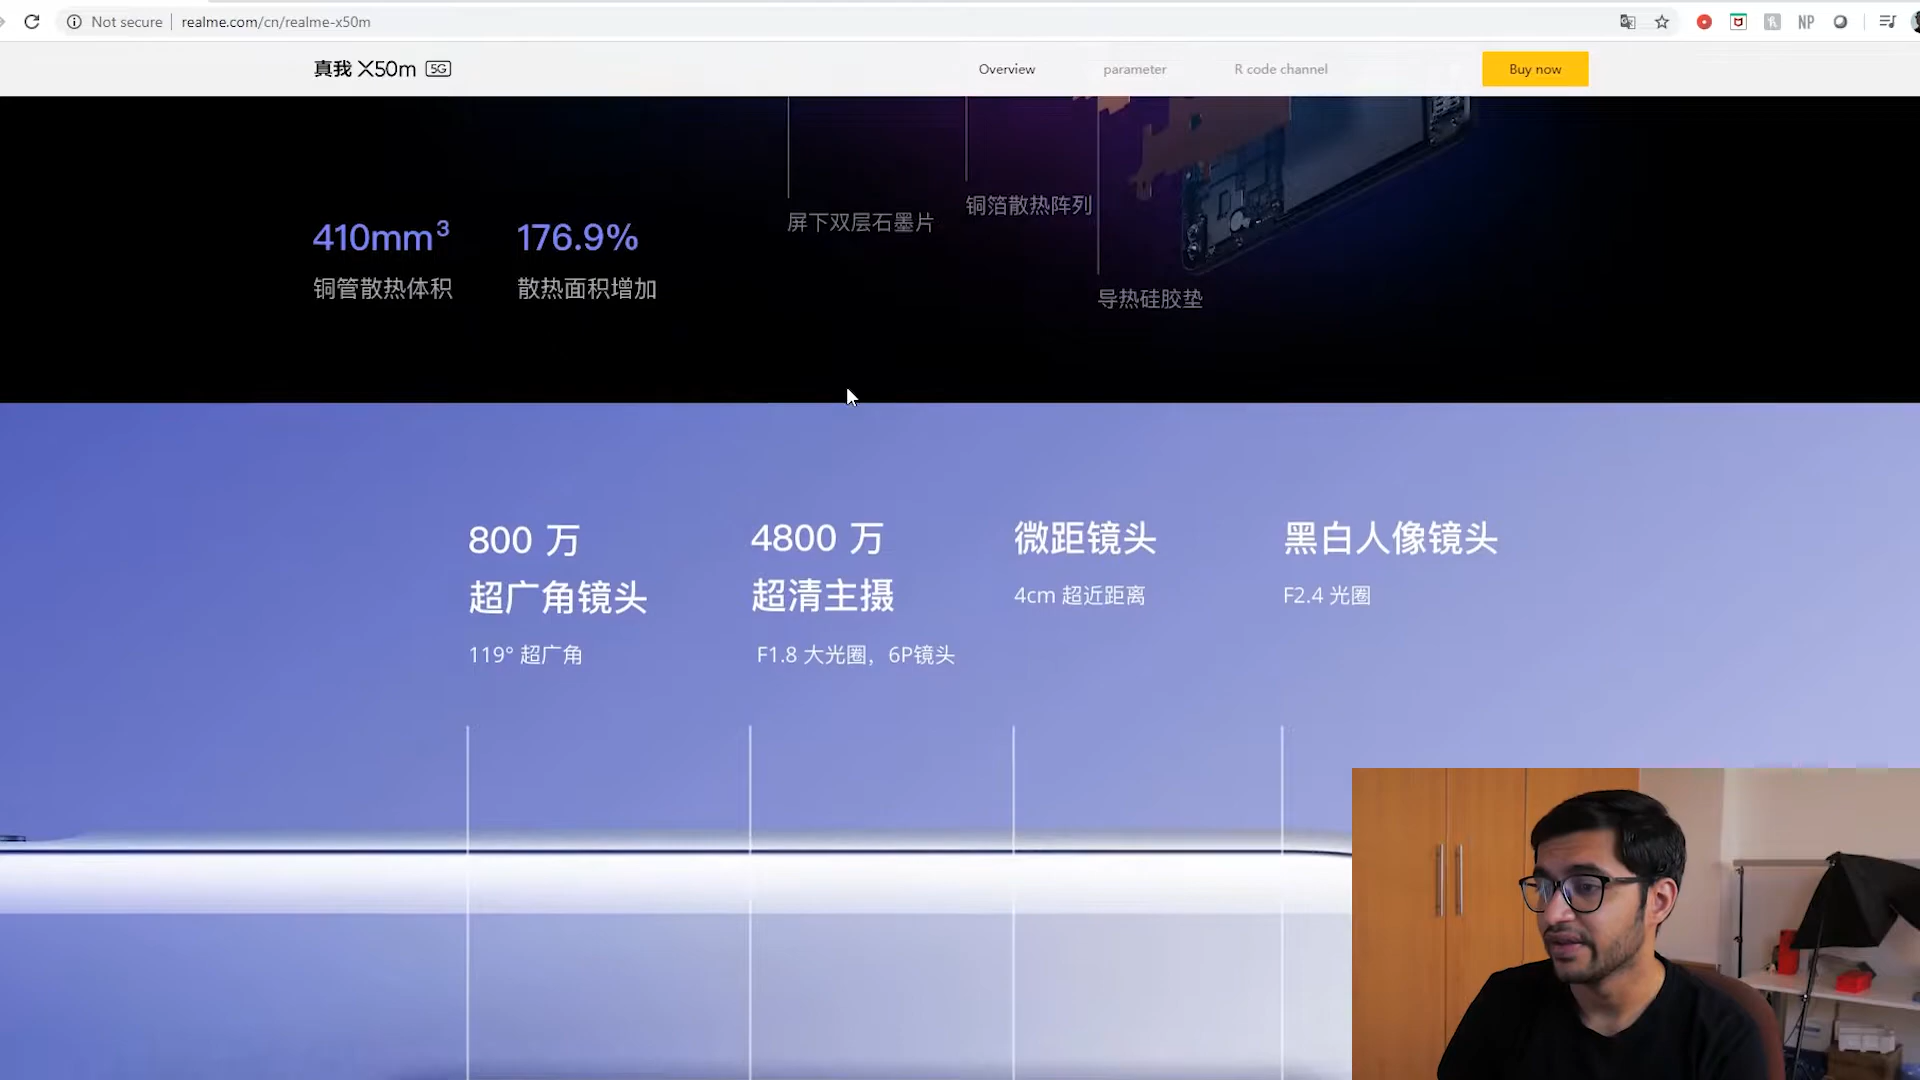 Not secure
realme.com/cn/realme-x50m
NP
真我 X50m 5G
Overview
parameter
R code channel
Buy now
410mm³
176.9%
铜管散热体积
散热面积增加
屏下双层石墨片
铜箔散热阵列
导热硅胶垫
800 万
超广角镜头
119° 超广角
4800 万
超清主摄
F1.8 大光圈，6P镜头
微距镜头
4cm 超近距离
黑白人像镜头
F2.4 光圈